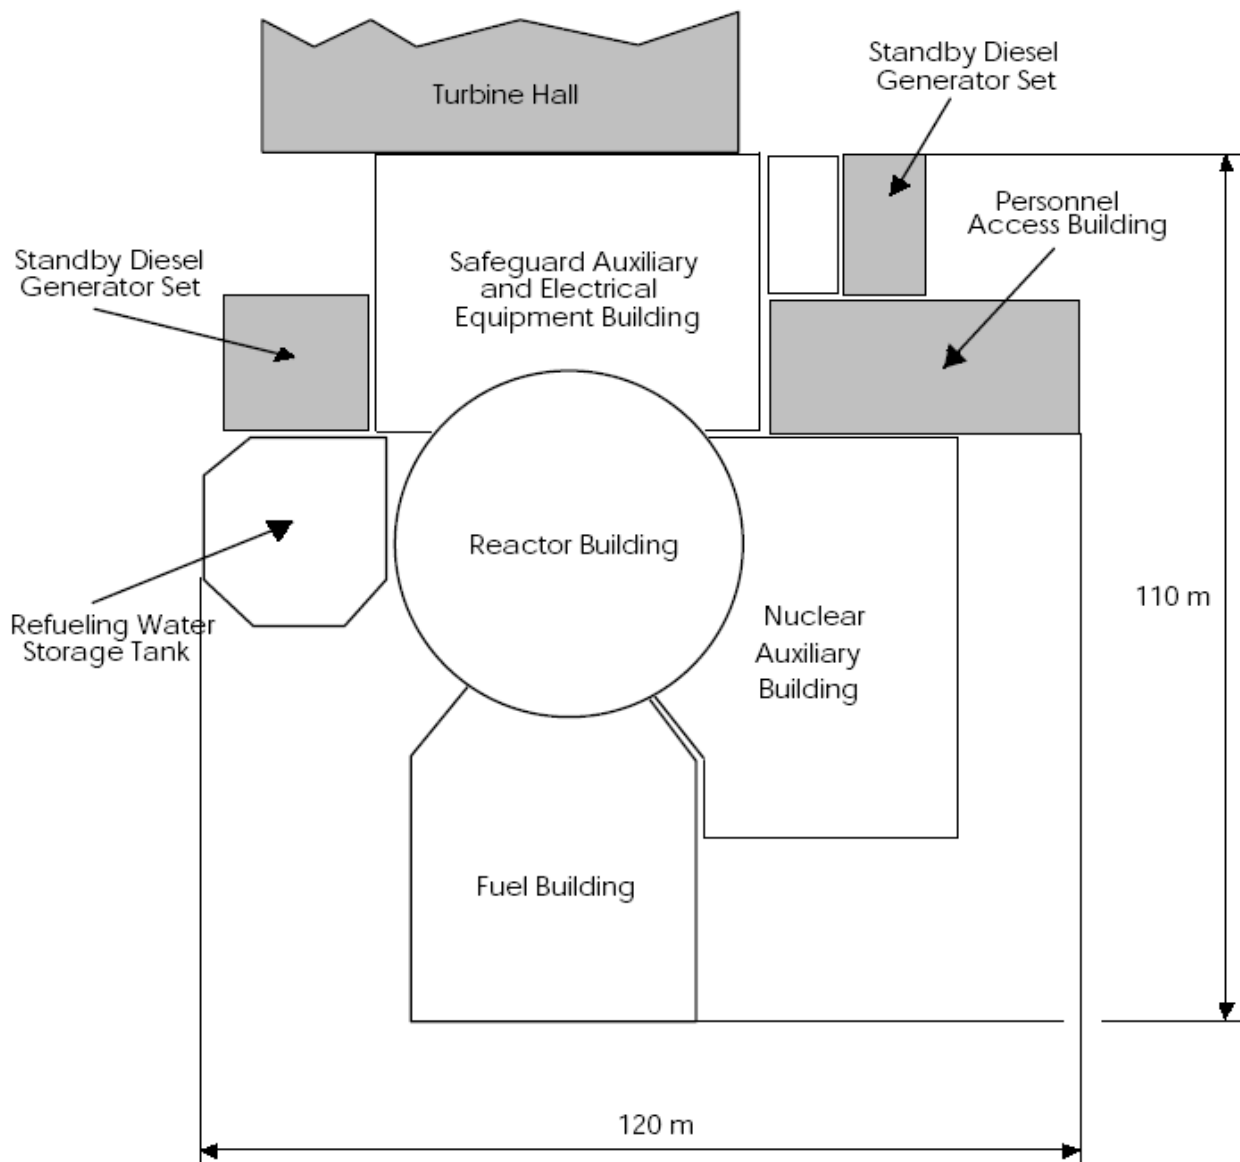 Turbine Hall
Standby Diesel
Generator Set
Personnel
Access Building
Standby Diesel
Generator Set
Safeguard Auxiliary
and Electrical
Equipment Building
Reactor Building
110 m
Refueling Water
Storage Tank
Nuclear
Auxiliary
Building
Fuel Building
120 m